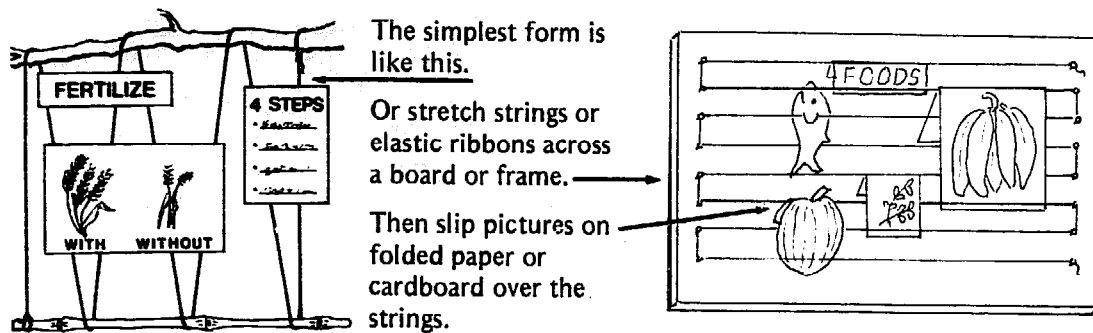 FERTILIZE
4 STEPS
WITH WITHOUT
The simplest form is
like this.
Or stretch strings or
elastic ribbons across
a board or frame.
Then slip pictures on
folded paper or
cardboard over the
strings.
FOODS